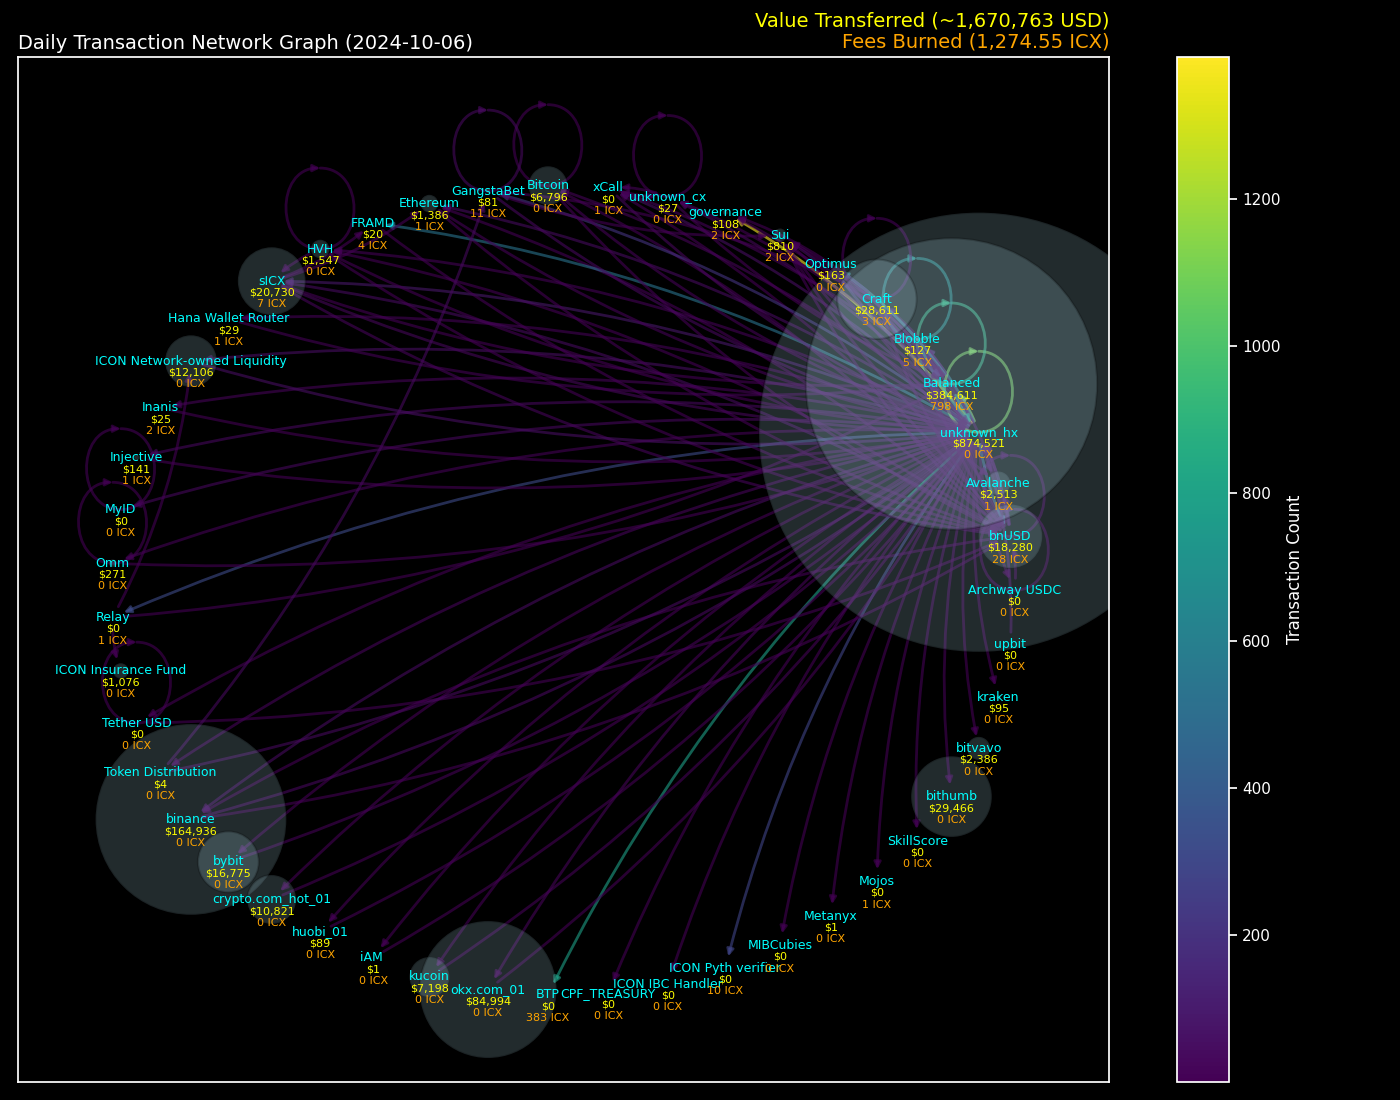 Value Transferred (~1,670,763 USD)
Daily Transaction Network Graph (2024-10-06)
Fees Burned (1,274.55 ICX)
Bitcoin
$6,796
0 ICX
xCall
$0
1 ICX
GangstaBet
$81
11 ICX
unknown_cx
$27
0 ICX
Ethereum
$1,386
1 ICX
governance
$108
2 ICX
FRAMD
$20
4 ICX
Sui
$810
2 ICX
HVH
$1,547
0 ICX
Optimus
$163
0 ICX
sICX
$20,730
7 ICX
Craft
$28,611
3 ICX
Hana Wallet Router
$29
1 ICX
Blobble
$127
5 ICX
ICON Network-owned Liquidity
$12,106
0 ICX
Balanced
$384,611
798 ICX
Inanis
$25
2 ICX
unknown_hx
$874,521
0 ICX
Injective
$141
1 ICX
Avalanche
$2,513
1 ICX
MyID
$0
0 ICX
bnUSD
$18,280
28 ICX
Omm
$271
0 ICX
Archway USDC
$0
0 ICX
Relay
$0
1 ICX
upbit
$0
0 ICX
ICON Insurance Fund
$1,076
0 ICX
kraken
$95
0 ICX
Tether USD
$0
0 ICX
bitvavo
$2,386
0 ICX
Token Distribution
$4
0 ICX
bithumb
$29,466
0 ICX
binance
$164,936
0 ICX
SkillScore
$0
0 ICX
bybit
$16,775
0 ICX
Mojos
$0
1 ICX
crypto.com_hot_01
$10,821
0 ICX
Metanyx
$1
0 ICX
huobi_01
$89
0 ICX
MIBCubies
$0
0 ICX
iAM
$1
0 ICX
ICON Pyth verifier
$0
10 ICX
kucoin
$7,198
0 ICX
ICON IBC Handler
$0
0 ICX
okx.com_01
$84,994
0 ICX
BTP
$0
383 ICX
CPF_TREASURY
$0
0 ICX
1200
1000
800
600
400
200
Transaction Count